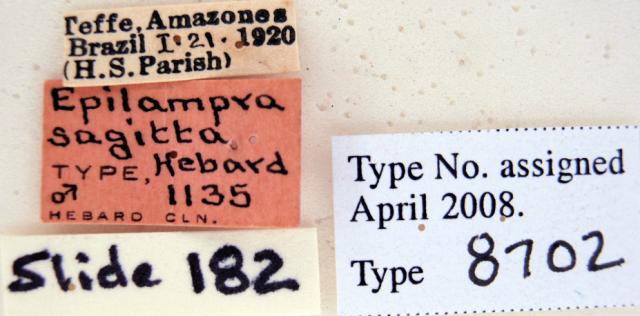 Teffe, Amazones
Brazil I·21·1920
(H.S.Parish)
Epilampra
sagitta
TYPE, Hebard
♂ 1135
HEBARD CLN.
Slide 182
Type No. assigned
April 2008.
Type 8702